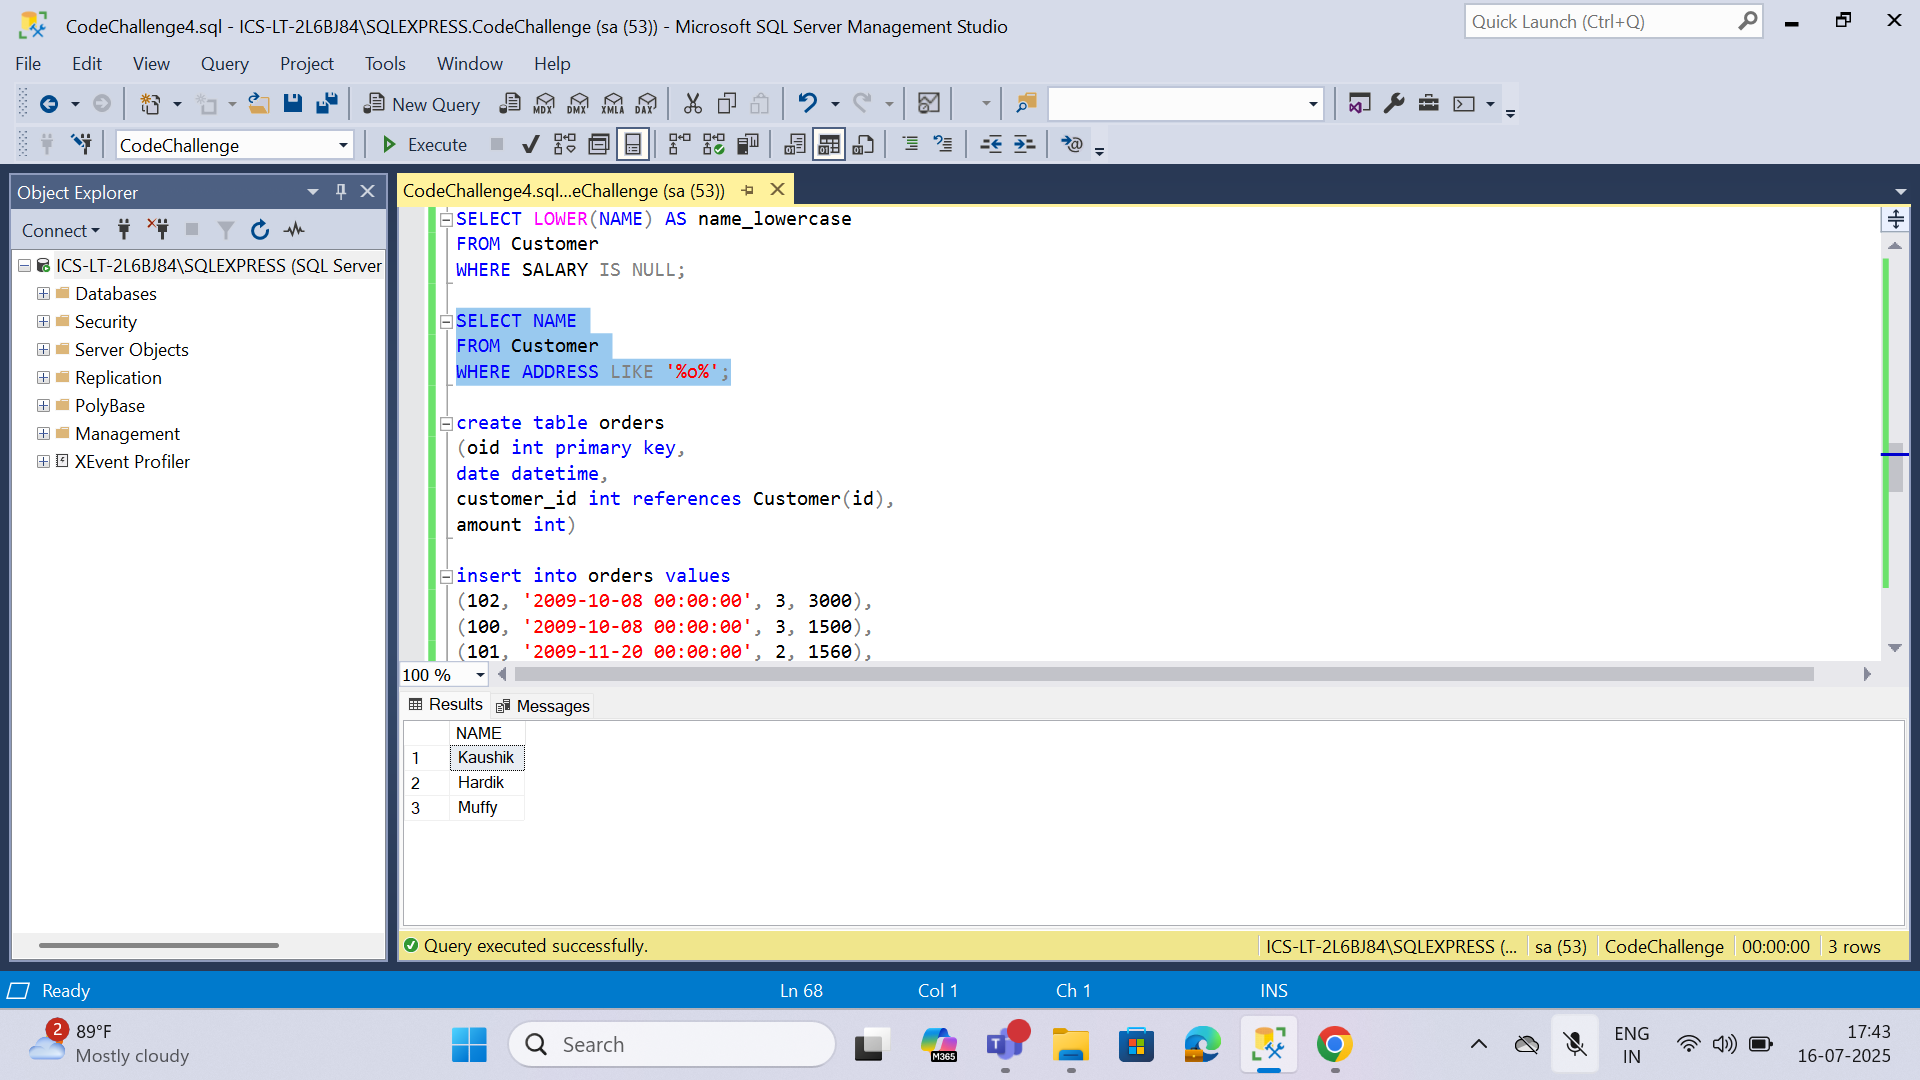 CodeChallenge4.sql - ICS-LT-2L6BJ84\SQLEXPRESS.CodeChallenge (sa (53)) - Microsoft SQL Server Management Studio
Quick Launch (Ctrl+Q)
File Edit View Query Project Tools Window Help
New Query MDX DMX XMLA DAX
CodeChallenge Execute
Object Explorer
Connect
ICS-LT-2L6BJ84\SQLEXPRESS (SQL Server
Databases
Security
Server Objects
Replication
PolyBase
Management
XEvent Profiler
CodeChallenge4.sql...eChallenge (sa (53))
SELECT LOWER(NAME) AS name_lowercase
FROM Customer
WHERE SALARY IS NULL;
SELECT NAME
FROM Customer
WHERE ADDRESS LIKE '%o%';
create table orders
(oid int primary key,
date datetime,
customer_id int references Customer(id),
amount int)
insert into orders values
(102, '2009-10-08 00:00:00', 3, 3000),
(100, '2009-10-08 00:00:00', 3, 1500),
(101, '2009-11-20 00:00:00', 2, 1560),
100 %
Results Messages
NAME
1 Kaushik
2 Hardik
3 Muffy
Query executed successfully. ICS-LT-2L6BJ84\SQLEXPRESS (... sa (53) CodeChallenge 00:00:00 3 rows
Ready Ln 68 Col 1 Ch 1 INS
2 89°F
Mostly cloudy
Search
M365
T
ENG
IN
17:43
16-07-2025